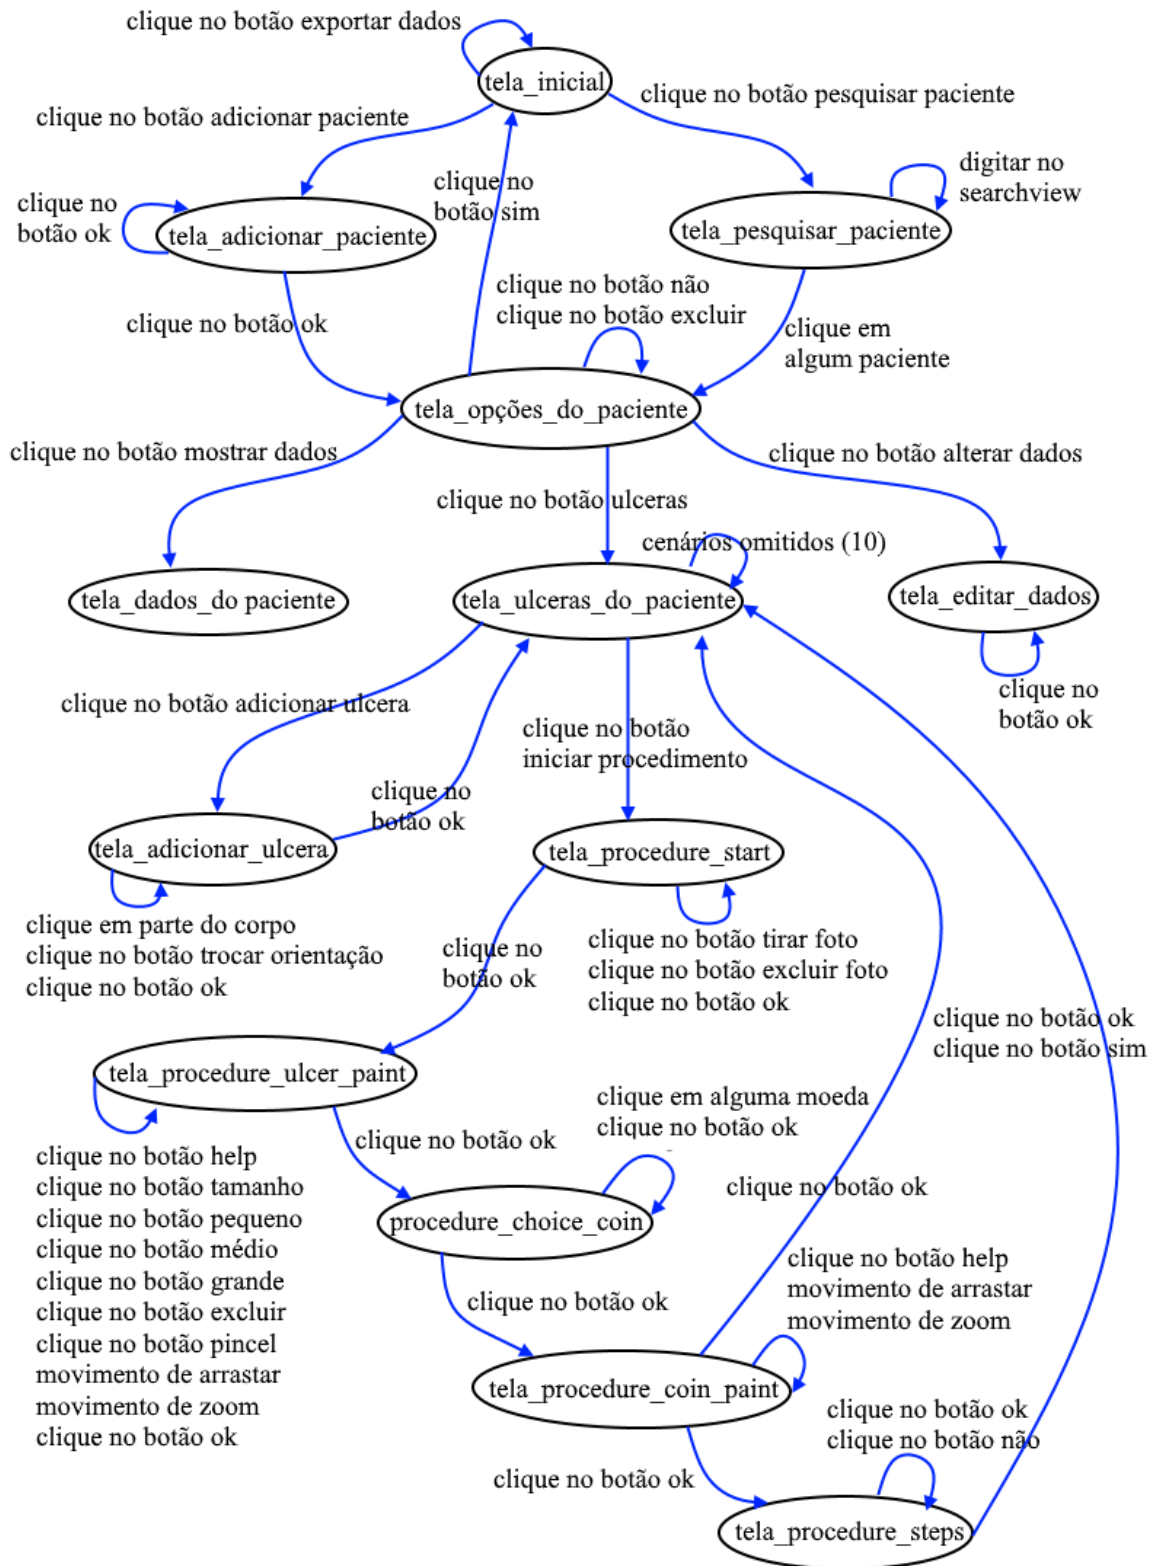 clique no botão exportar dados
tela_inicial
clique no botão pesquisar paciente
clique no botão adicionar paciente
digitar no
searchview
clique no
botão sim
clique no
botão ok
tela_adicionar_paciente
tela_pesquisar_paciente
clique no botão não
clique no botão excluir
clique no botão ok
clique em
algum paciente
tela_opções_do_paciente
clique no botão mostrar dados
clique no botão alterar dados
clique no botão ulceras
cenários omitidos (10)
tela_dados_do paciente
tela_ulceras_do_paciente
tela_editar_dados
clique no
botão ok
clique no botão adicionar ulcera
clique no botão
iniciar procedimento
clique no
botão ok
tela_adicionar_ulcera
tela_procedure_start
clique em parte do corpo
clique no botão trocar orientação
clique no botão ok
clique no
botão ok
clique no botão tirar foto
clique no botão excluir foto
clique no botão ok
clique no botão ok
clique no botão sim
tela_procedure_ulcer_paint
clique em alguma moeda
clique no botão ok
clique no botão ok
clique no botão help
clique no botão tamanho
clique no botão pequeno
clique no botão médio
clique no botão grande
clique no botão excluir
clique no botão pincel
movimento de arrastar
movimento de zoom
clique no botão ok
clique no botão ok
procedure_choice_coin
clique no botão help
movimento de arrastar
movimento de zoom
clique no botão ok
tela_procedure_coin_paint
clique no botão ok
clique no botão não
clique no botão ok
tela_procedure_steps